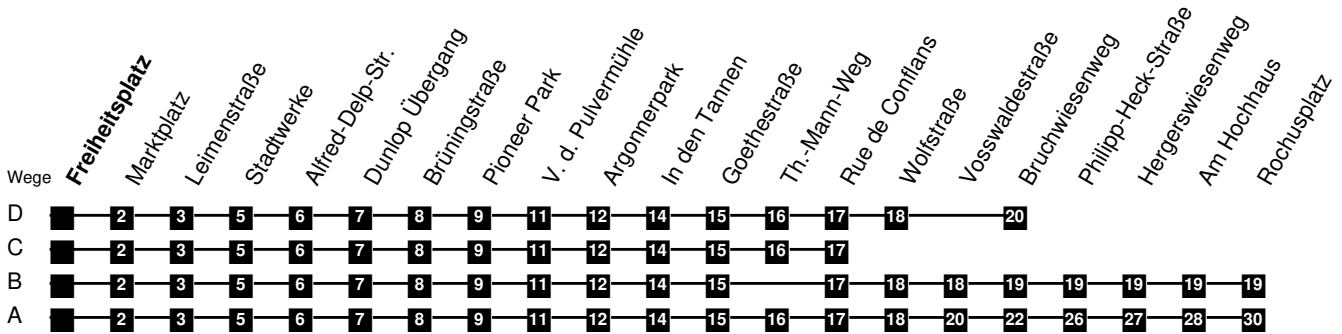 Freiheitsplatz
Marktplatz
Leimenstraße
Stadtwerke
Alfred-Delp-Str.
Dunlop Übergang
Brüningstraße
Pioneer Park
V. d. Pulvermühle
Argonnerpark
In den Tannen
Goethestraße
Th.-Mann-Weg
Rue de Conflans
Wolfstraße
Vosswaldestraße
Bruchwiesenweg
Philipp-Heck-Straße
Hergerswiesenweg
Am Hochhaus
Rochusplatz
Wege
D 2 3 5 6 7 8 9 11 12 14 15 16 17 18 20
C 2 3 5 6 7 8 9 11 12 14 15 16 17
B 2 3 5 6 7 8 9 11 12 14 15 17 18 18 19 19 19 19 19
A 2 3 5 6 7 8 9 11 12 14 15 16 17 18 20 22 26 27 28 30